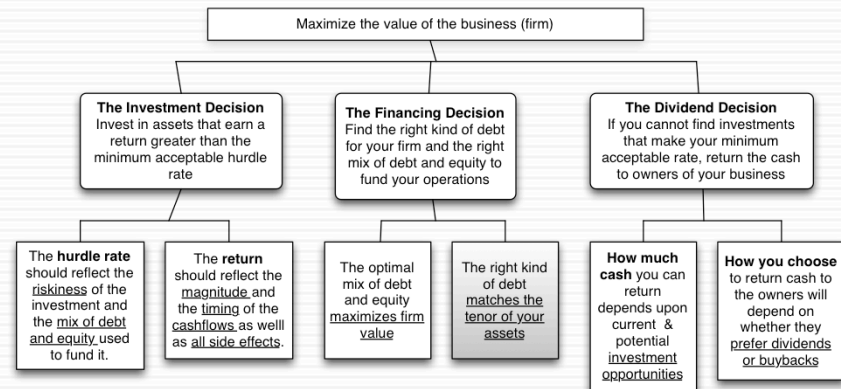 Maximize the value of the business (firm)
The Investment Decision
Invest in assets that earn a
return greater than the
minimum acceptable hurdle
rate
The Financing Decision
Find the right kind of debt
for your firm and the right
mix of debt and equity to
fund your operations
The Dividend Decision
If you cannot find investments
that make your minimum
acceptable rate, return the cash
to owners of your business
The hurdle rate
should reflect the
riskiness of the
investment and
the mix of debt
and equity used
to fund it.
The return
should reflect the
magnitude and
the timing of the
cashflows as welll
as all side effects.
The optimal
mix of debt
and equity
maximizes firm
value
The right kind
of debt
matches the
tenor of your
assets
How much
cash you can
return
depends upon
current &
potential
investment
opportunities
How you choose
to return cash to
the owners will
depend on
whether they
prefer dividends
or buybacks